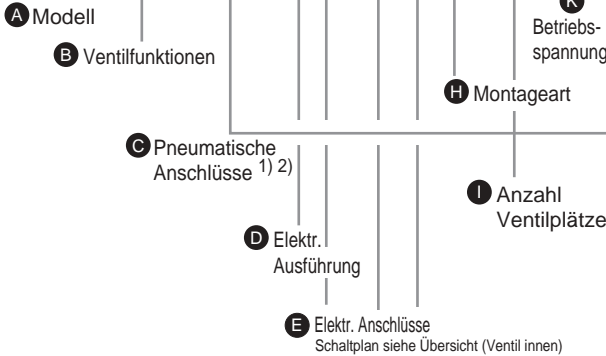 A Modell
K
Betriebs-
spannung
B Ventilfunktionen
H Montageart
C Pneumatische
Anschlüsse 1) 2)
I Anzahl
Ventilplätze
D Elektr.
Ausführung
E Elektr. Anschlüsse
Schaltplan siehe Übersicht (Ventil innen)